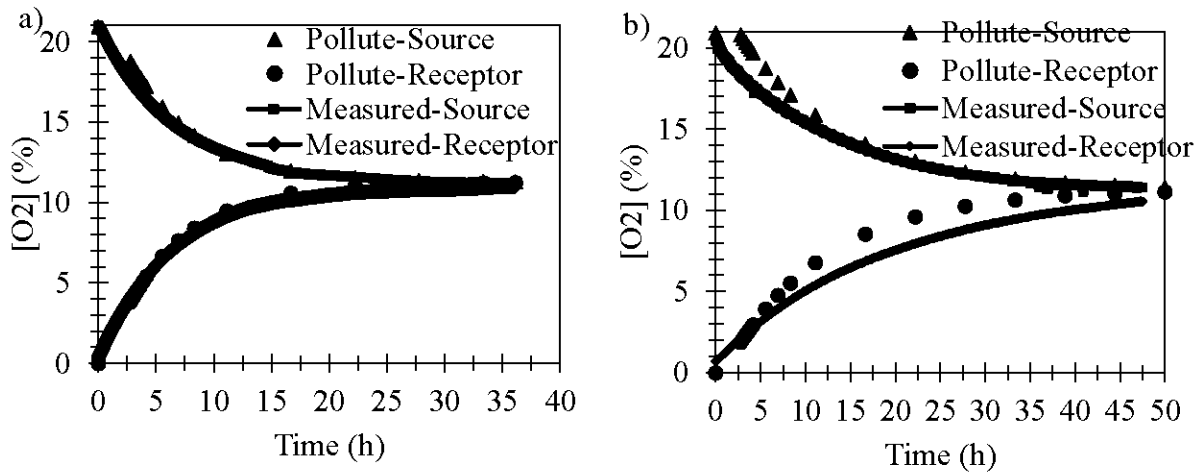 a)
20
15
10
5
0
[O2] (%)
Pollute-Source
Pollute-Receptor
Measured-Source
Measured-Receptor
0 5 10 15 20 25 30 35 40
Time (h)
b)
20
15
10
5
0
[O2] (%)
Pollute-Source
Pollute-Receptor
Measured-Source
Measured-Receptor
0 5 10 15 20 25 30 35 40 45 50
Time (h)